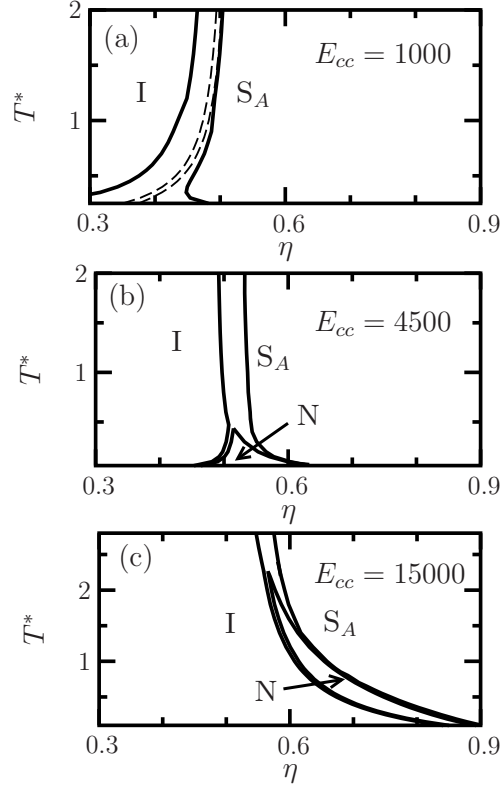 2
(a)
E_cc = 1000
I
S_A
T*
1
0.3
0.6
0.9
η
2
(b)
E_cc = 4500
I
S_A
T*
1
N
0.3
0.6
0.9
η
(c)
E_cc = 15000
2
I
S_A
T*
1
N
0.3
0.6
0.9
η